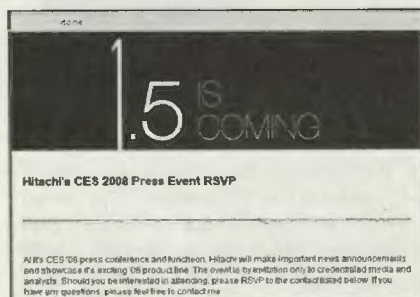 Home
1.5 IS
COMING
Hitachi's CES 2008 Press Event RSVP
CES '08 press conference and luncheon. Hitachi will make important news announcements
and showcase it's exciting '08 product line. The event is by invitation only to credentialed media and
analysts. Should you be interested in attending, please RSVP to the contact listed below. If you
have any questions, please feel free to contact me